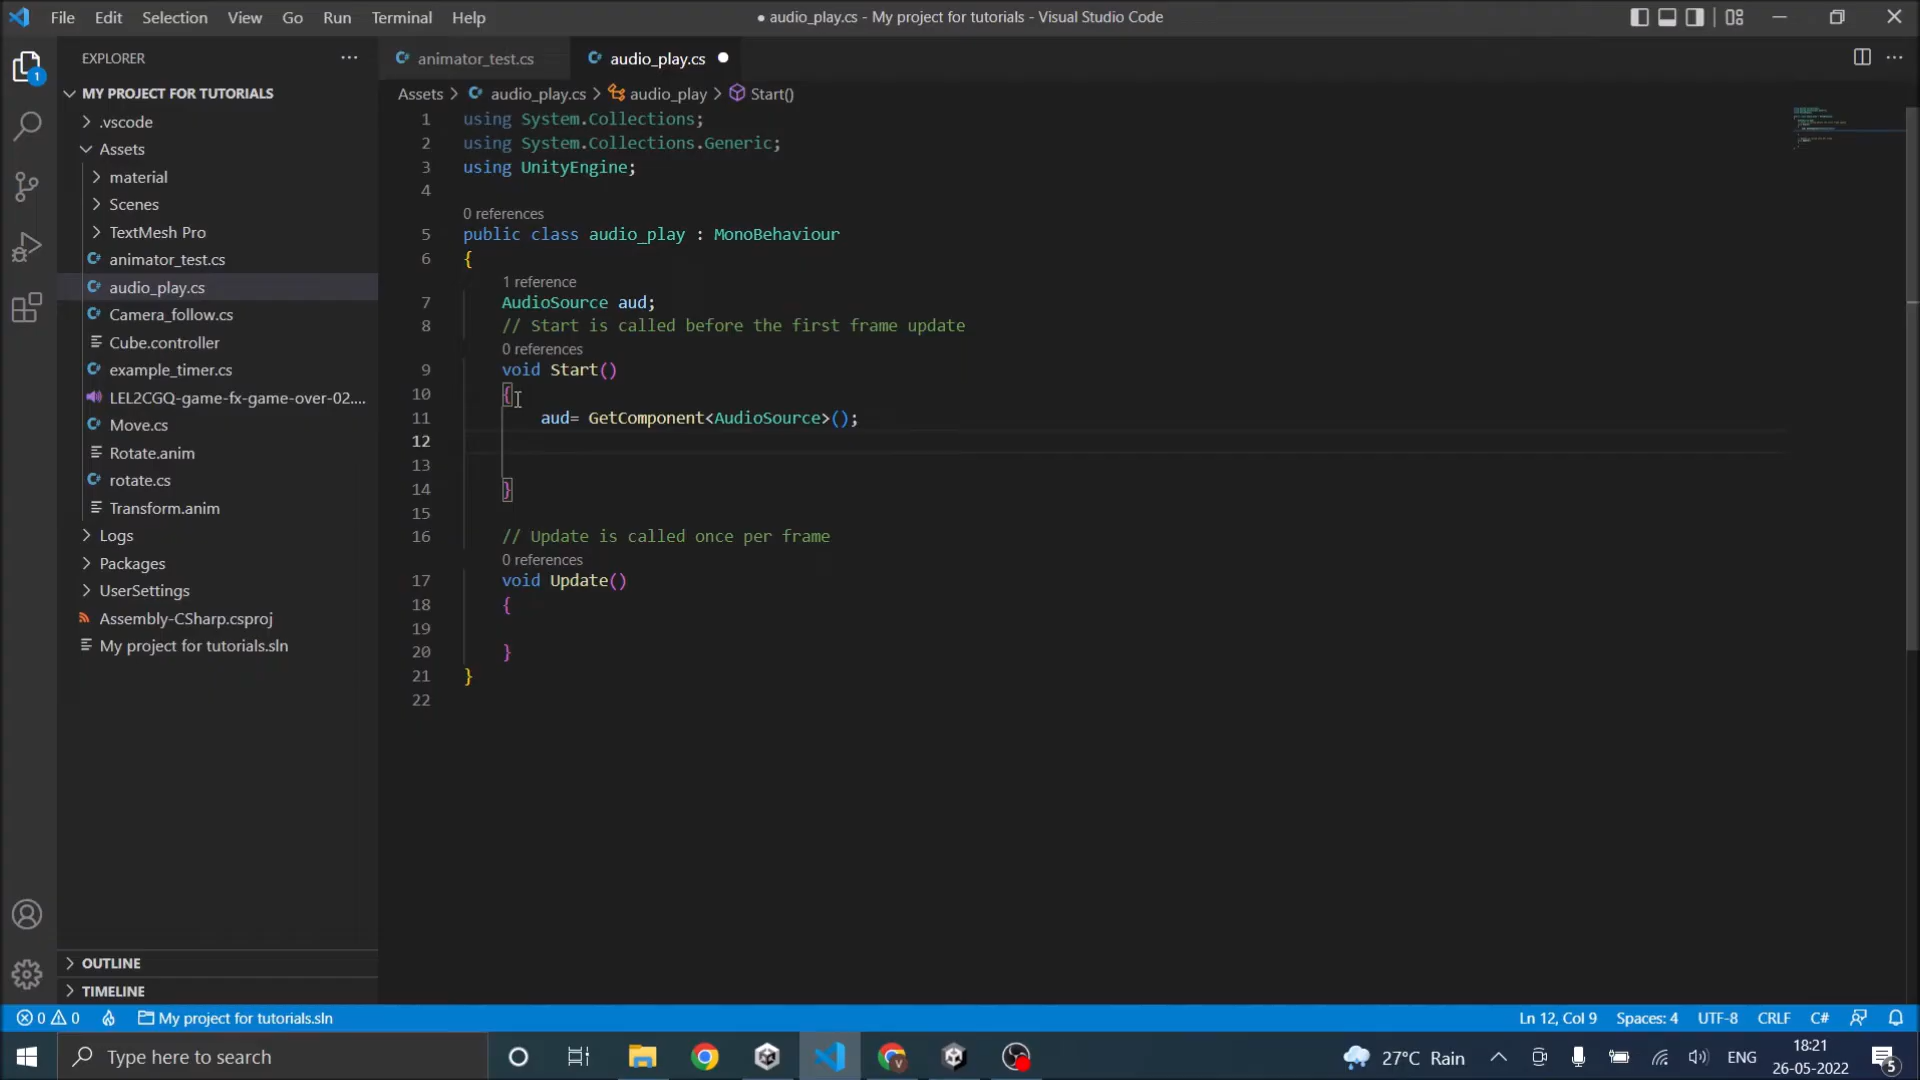 File Edit Selection View Go Run Terminal Help
● audio_play.cs - My project for tutorials - Visual Studio Code
EXPLORER
animator_test.cs
audio_play.cs
MY PROJECT FOR TUTORIALS
Assets > audio_play.cs > audio_play > Start()
.vscode
Assets
material
Scenes
TextMesh Pro
animator_test.cs
audio_play.cs
Camera_follow.cs
Cube.controller
example_timer.cs
LEL2CGQ-game-fx-game-over-02....
Move.cs
Rotate.anim
rotate.cs
Transform.anim
Logs
Packages
UserSettings
Assembly-CSharp.csproj
My project for tutorials.sln
OUTLINE
TIMELINE
1
1 using System.Collections;
2 using System.Collections.Generic;
3 using UnityEngine;
4
0 references
5 public class audio_play : MonoBehaviour
6 {
1 reference
7 AudioSource aud;
8 // Start is called before the first frame update
0 references
9 void Start()
10 {
11 aud= GetComponent<AudioSource>();
12
13
14 }
15
16 // Update is called once per frame
0 references
17 void Update()
18 {
19
20 }
21 }
22
0 0 My project for tutorials.sln
Ln 12, Col 9 Spaces: 4 UTF-8 CRLF C#
Type here to search
27°C Rain
ENG
18:21
26-05-2022
5